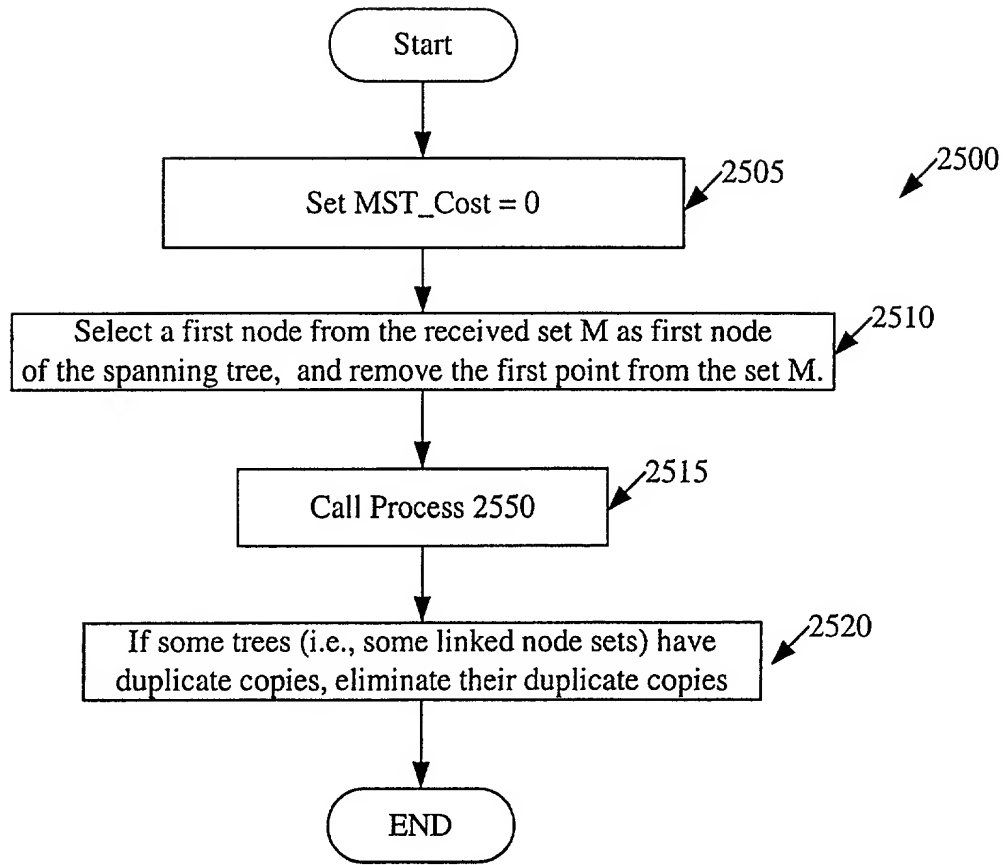 Start
2500
Set MST_Cost = 0
2505
Select a first node from the received set M as first node
of the spanning tree, and remove the first point from the set M.
2510
Call Process 2550
2515
If some trees (i.e., some linked node sets) have
duplicate copies, eliminate their duplicate copies
2520
END